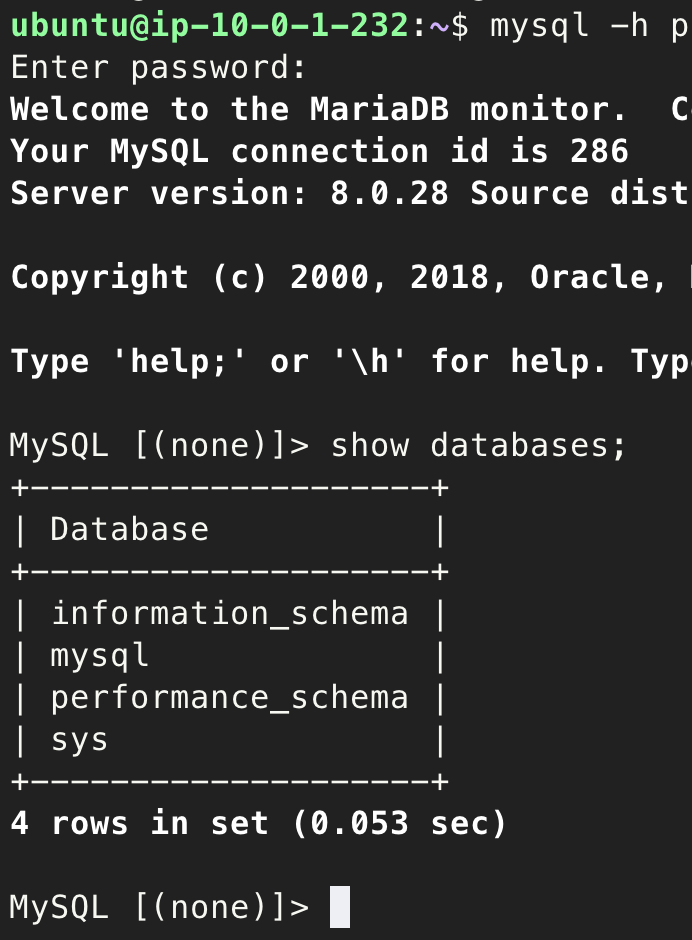 ubuntu@ip-10-0-1-232:~$ mysql -h p
Enter password:
Welcome to the MariaDB monitor.  Co
Your MySQL connection id is 286
Server version: 8.0.28 Source dist
Copyright (c) 2000, 2018, Oracle,
Type 'help;' or '\h' for help. Type
MySQL [(none)]> show databases;
+--------------------+
| Database           |
+--------------------+
| information_schema |
| mysql              |
| performance_schema |
| sys                |
+--------------------+
4 rows in set (0.053 sec)
MySQL [(none)]>